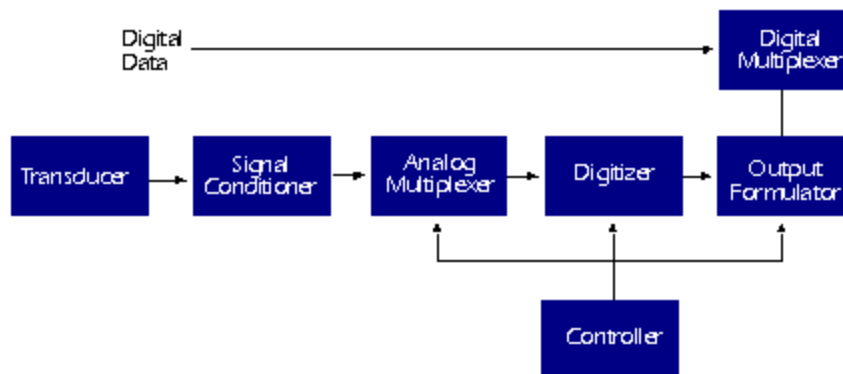 Digital
Data
Digital
Multiplexer
Transducer
Signal
Conditioner
Analog
Multiplexer
Digitizer
Output
Formulator
Controller